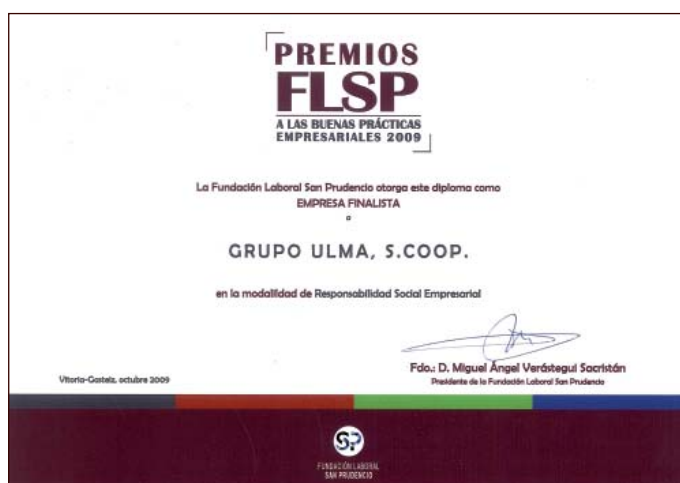 PREMIOS
FLSP
A LAS BUENAS PRÁCTICAS
EMPRESARIALES 2009
La Fundación Laboral San Prudencio otorga este diploma como
EMPRESA FINALISTA
a
GRUPO ULMA, S.COOP.
en la modalildad de Responsabilidad Social Empresarial
Fdo.: D. Miguel Ángel Verástegui Sacristán
Presidente de la Fundación Laboral San Prudencio
Vitoria-Gasteiz, octubre 2009
SP
FUNDACIÓN LABORAL
SAN PRUDENCIO